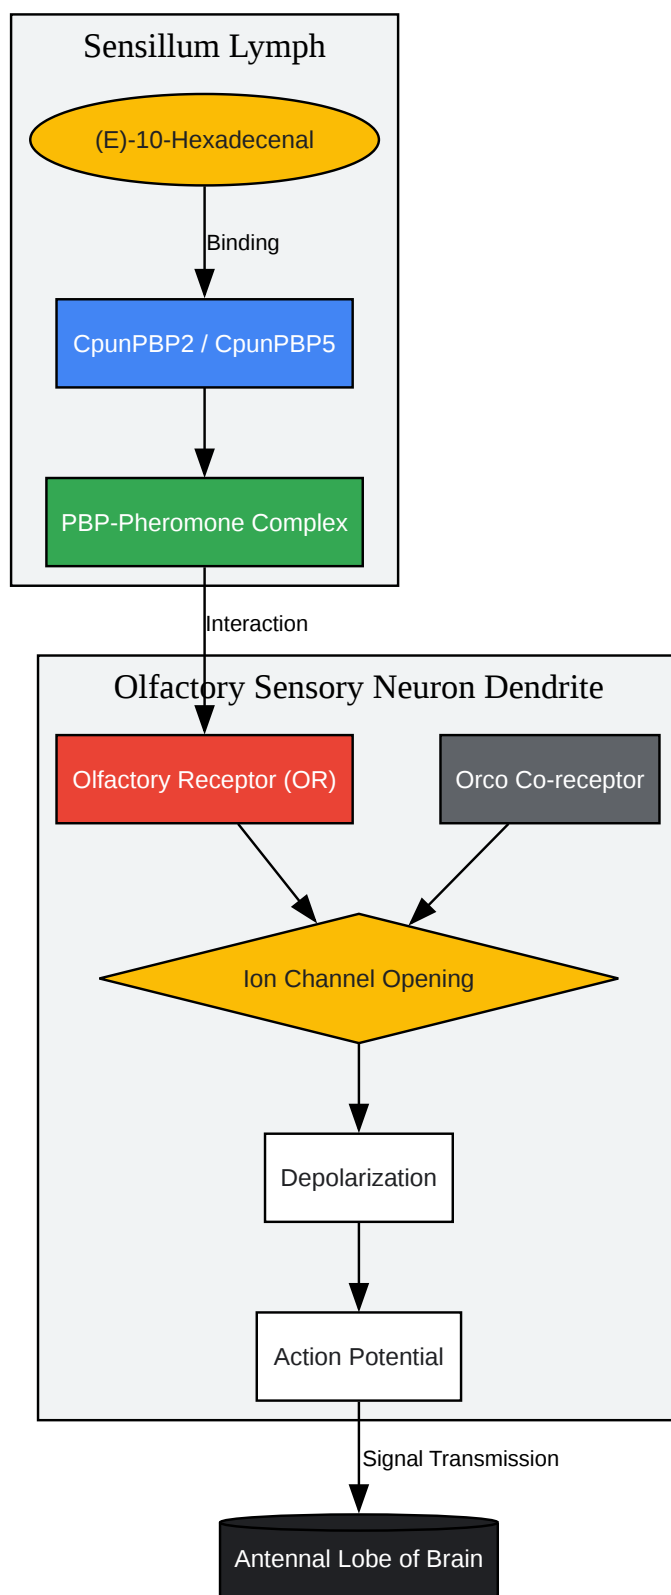 Sensillum Lymph
(E)-10-Hexadecenal
Binding
CpunPBP2 / CpunPBP5
PBP-Pheromone Complex
Interaction
Olfactory Sensory Neuron Dendrite
Olfactory Receptor (OR)
Orco Co-receptor
Ion Channel Opening
Depolarization
Action Potential
Signal Transmission
Antennal Lobe of Brain